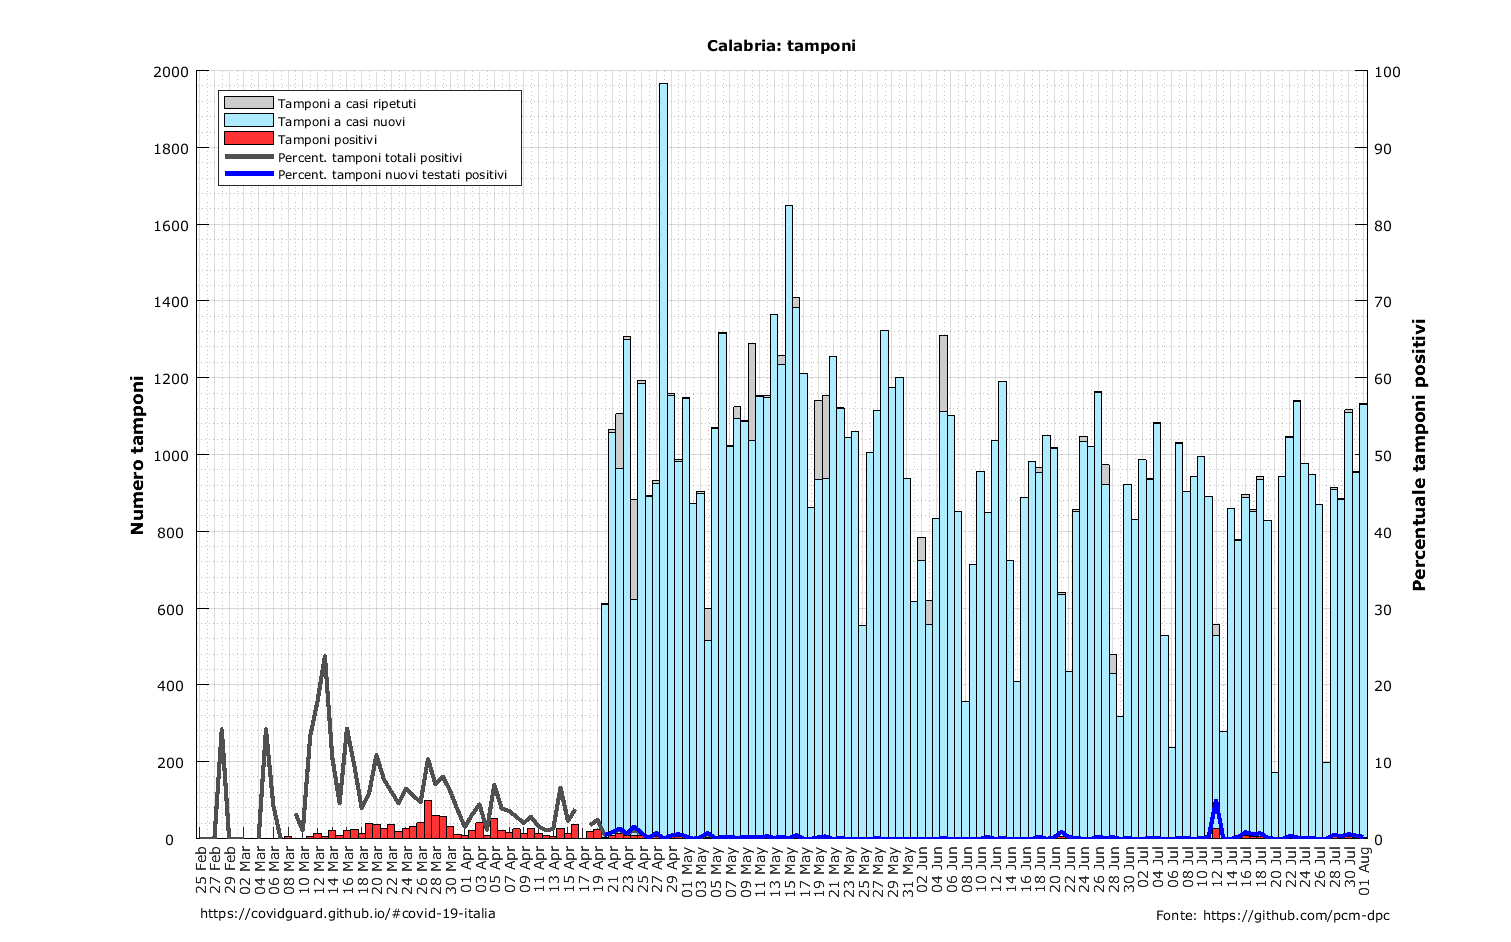 Calabria: tamponi
Tamponi a casi ripetuti
Tamponi a casi nuovi
Tamponi positivi
Percent. tamponi totali positivi
Percent. tamponi nuovi testati positivi
Numero tamponi
2000
1800
1600
1400
1200
1000
800
600
400
200
0
100
90
80
70
60
50
40
30
20
10
0
Percentuale tamponi positivi
25 Feb
27 Feb
29 Feb
02 Mar
04 Mar
06 Mar
08 Mar
10 Mar
12 Mar
14 Mar
16 Mar
18 Mar
20 Mar
22 Mar
24 Mar
26 Mar
28 Mar
30 Mar
01 Apr
03 Apr
05 Apr
07 Apr
09 Apr
11 Apr
13 Apr
15 Apr
17 Apr
19 Apr
21 Apr
23 Apr
25 Apr
27 Apr
29 Apr
01 May
03 May
05 May
07 May
09 May
11 May
13 May
15 May
17 May
19 May
21 May
23 May
25 May
27 May
29 May
31 May
02 Jun
04 Jun
06 Jun
08 Jun
10 Jun
12 Jun
14 Jun
16 Jun
18 Jun
20 Jun
22 Jun
24 Jun
26 Jun
28 Jun
30 Jun
02 Jul
04 Jul
06 Jul
08 Jul
10 Jul
12 Jul
14 Jul
16 Jul
18 Jul
20 Jul
22 Jul
24 Jul
26 Jul
28 Jul
30 Jul
01 Aug
https://covidguard.github.io/#covid-19-italia
Fonte: https://github.com/pcm-dpc